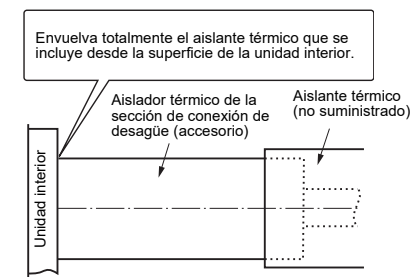 Envuelva totalmente el aislante térmico que se
incluye desde la superficie de la unidad interior.
Aislador térmico de la
sección de conexión de
desagüe (accesorio)
Aislante térmico
(no suministrado)
Unidad interior